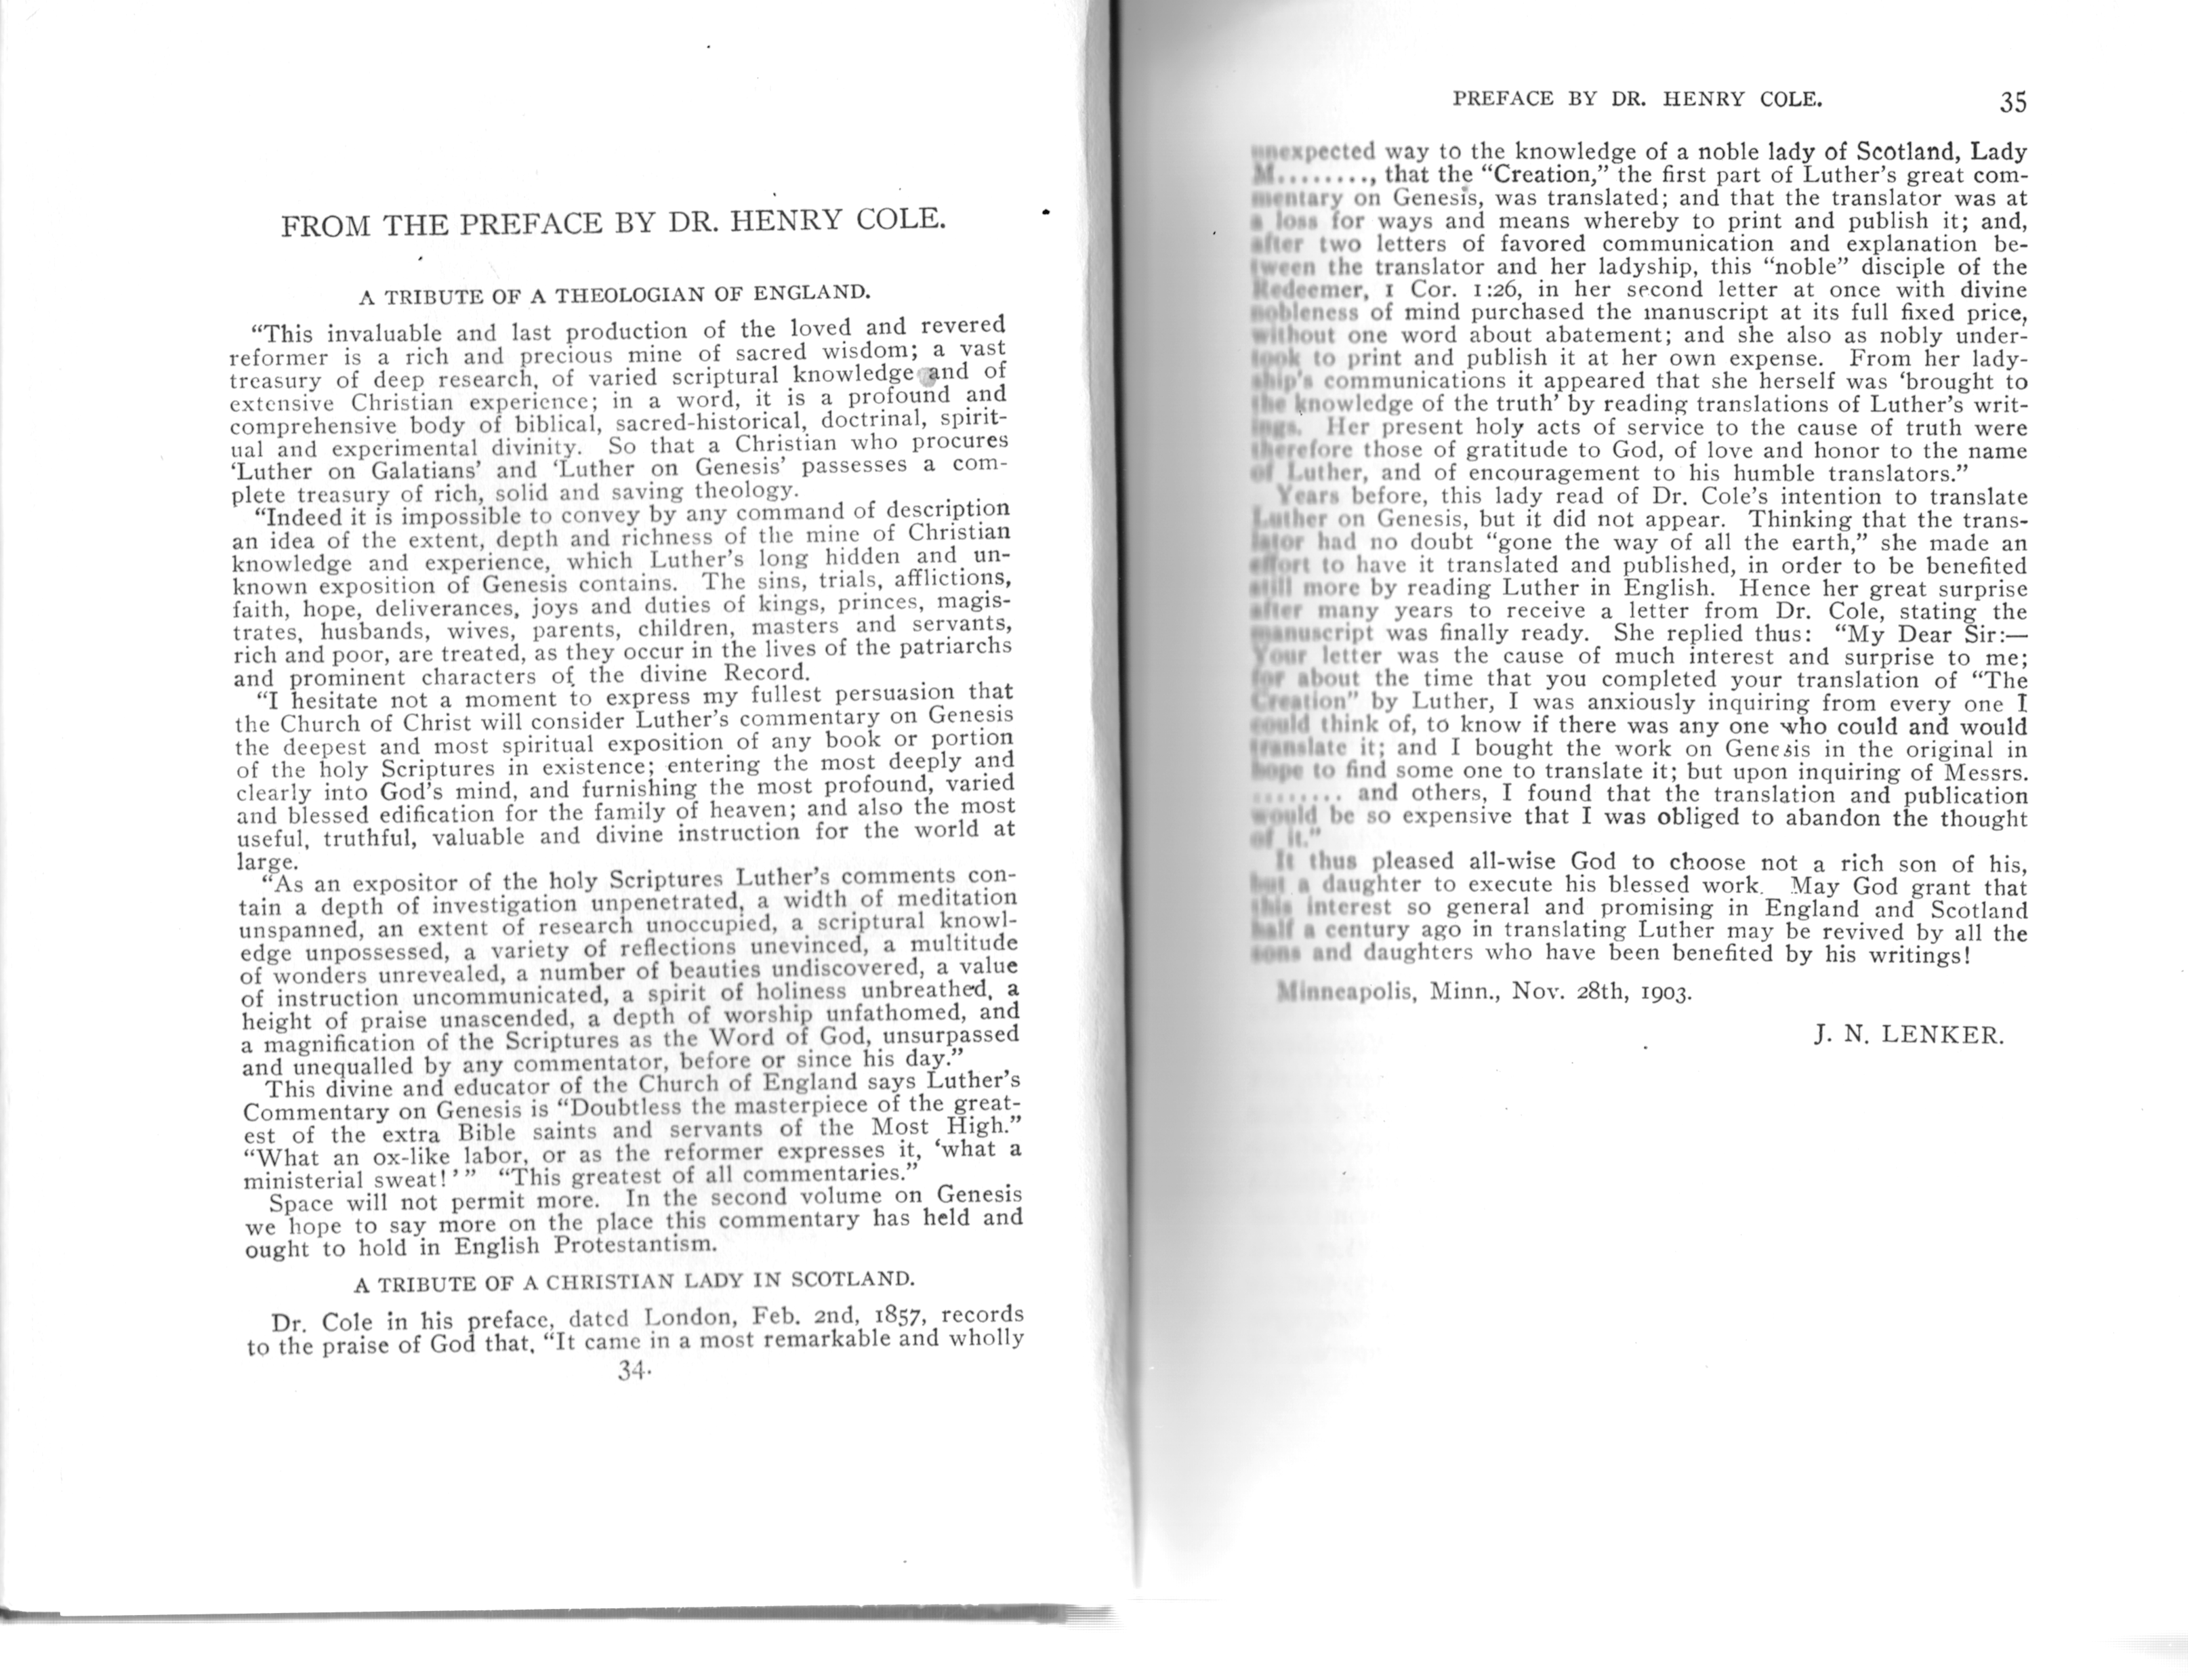 FROM THE PREFACE BY DR. HENRY COLE.
A TRIBUTE OF A THEOLOGIAN OF ENGLAND.
“This invaluable and last production of the loved and revered
reformer is a rich and precious mine of sacred wisdom; a vast
treasury of deep research, of varied scriptural knowledge and of
extensive Christian experience; in a word, it is a profound and
comprehensive body of biblical, sacred-historical, doctrinal, spirit-
ual and experimental divinity. So that a Christian who procures
‘Luther on Galatians’ and ‘Luther on Genesis’ passesses a com-
plete treasury of rich, solid and saving theology.
“Indeed it is impossible to convey by any command of description
an idea of the extent, depth and richness of the mine of Christian
knowledge and experience, which Luther’s long hidden and un-
known exposition of Genesis contains. The sins, trials, afflictions,
faith, hope, deliverances, joys and duties of kings, princes, magis-
trates, husbands, wives, parents, children, masters and servants,
rich and poor, are treated, as they occur in the lives of the patriarchs
and prominent characters of the divine Record.
“I hesitate not a moment to express my fullest persuasion that
the Church of Christ will consider Luther’s commentary on Genesis
the deepest and most spiritual exposition of any book or portion
of the holy Scriptures in existence; entering the most deeply and
clearly into God’s mind, and furnishing the most profound, varied
and blessed edification for the family of heaven; and also the most
useful, truthful, valuable and divine instruction for the world at
large.
“As an expositor of the holy Scriptures Luther’s comments con-
tain a depth of investigation unpenetrated, a width of meditation
unspanned, an extent of research unoccupied, a scriptural knowl-
edge unpossessed, a variety of reflections unevinced, a multitude
of wonders unrevealed, a number of beauties undiscovered, a value
of instruction uncommunicated, a spirit of holiness unbreathed, a
height of praise unascended, a depth of worship unfathomed, and
a magnification of the Scriptures as the Word of God, unsurpassed
and unequalled by any commentator, before or since his day.”
This divine and educator of the Church of England says Luther’s
Commentary on Genesis is “Doubtless the masterpiece of the great-
est of the extra Bible saints and servants of the Most High.”
“What an ox-like labor, or as the reformer expresses it, ‘what a
ministerial sweat!’” “This greatest of all commentaries.”
Space will not permit more. In the second volume on Genesis
we hope to say more on the place this commentary has held and
ought to hold in English Protestantism.
A TRIBUTE OF A CHRISTIAN LADY IN SCOTLAND.
Dr. Cole in his preface, dated London, Feb. 2nd, 1857, records
to the praise of God that, “It came in a most remarkable and wholly
34.
PREFACE BY DR. HENRY COLE. 35
unexpected way to the knowledge of a noble lady of Scotland, Lady
M........, that the “Creation,” the first part of Luther’s great com-
mentary on Genesis, was translated; and that the translator was at
a loss for ways and means whereby to print and publish it; and,
after two letters of favored communication and explanation be-
tween the translator and her ladyship, this “noble” disciple of the
Redeemer, 1 Cor. 1:26, in her second letter at once with divine
nobleness of mind purchased the manuscript at its full fixed price,
without one word about abatement; and she also as nobly under-
took to print and publish it at her own expense. From her lady-
ship’s communications it appeared that she herself was ‘brought to
the knowledge of the truth’ by reading translations of Luther’s writ-
ings. Her present holy acts of service to the cause of truth were
therefore those of gratitude to God, of love and honor to the name
of Luther, and of encouragement to his humble translators.”
Years before, this lady read of Dr. Cole’s intention to translate
Luther on Genesis, but it did not appear. Thinking that the trans-
lator had no doubt “gone the way of all the earth,” she made an
effort to have it translated and published, in order to be benefited
still more by reading Luther in English. Hence her great surprise
after many years to receive a letter from Dr. Cole, stating the
manuscript was finally ready. She replied thus: “My Dear Sir:—
Your letter was the cause of much interest and surprise to me;
for about the time that you completed your translation of “The
Creation” by Luther, I was anxiously inquiring from every one I
could think of, to know if there was any one who could and would
translate it; and I bought the work on Genesis in the original in
hope to find some one to translate it; but upon inquiring of Messrs.
........ and others, I found that the translation and publication
would be so expensive that I was obliged to abandon the thought
of it.”
It thus pleased all-wise God to choose not a rich son of his,
but a daughter to execute his blessed work. May God grant that
this interest so general and promising in England and Scotland
half a century ago in translating Luther may be revived by all the
sons and daughters who have been benefited by his writings!
Minneapolis, Minn., Nov. 28th, 1903.
J. N. LENKER.